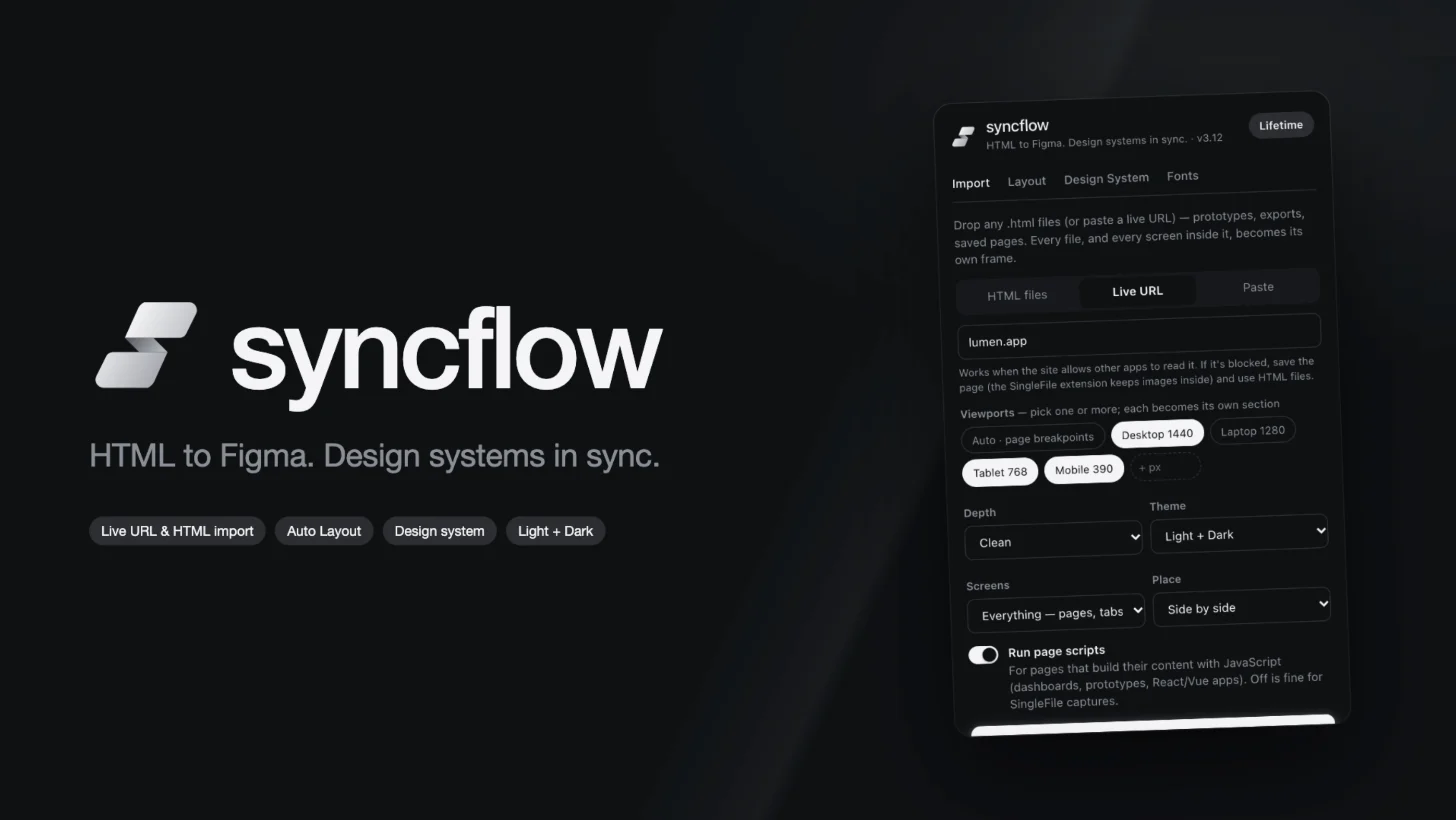 syncflow
HTML to Figma. Design systems in sync.
Live URL & HTML import
Auto Layout
Design system
Light + Dark
syncflow
HTML to Figma. Design systems in sync. · v3.12
Lifetime
Import
Layout
Design System
Fonts
Drop any .html files (or paste a live URL) — prototypes, exports,
saved pages. Every file, and every screen inside it, becomes its
own frame.
HTML files
Live URL
Paste
lumen.app
Works when the site allows other apps to read it. If it's blocked, save the
page (the SingleFile extension keeps images inside) and use HTML files.
Viewports — pick one or more; each becomes its own section
Auto · page breakpoints
Desktop 1440
Laptop 1280
Tablet 768
Mobile 390
+ px
Depth
Theme
Clean
Light + Dark
Screens
Place
Everything — pages, tabs
Side by side
Run page scripts
For pages that build their content with JavaScript
(dashboards, prototypes, React/Vue apps). Off is fine for
SingleFile captures.